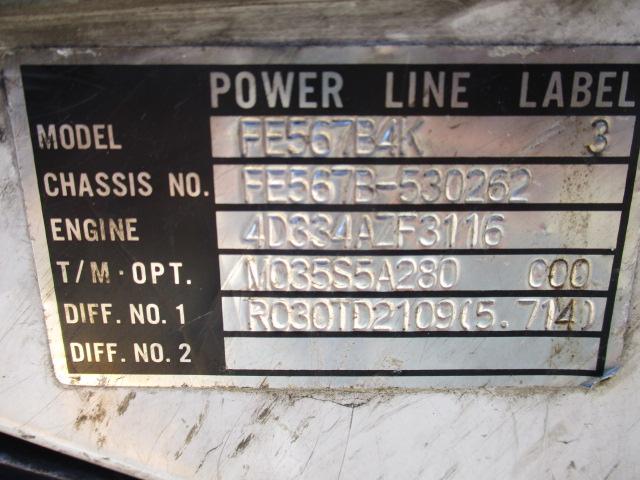 POWER LINE LABEL
MODEL FE567B4K 3
CHASSIS NO. FE567B-530262
ENGINE 4D334AZF3116
T/M·OPT. M035S5A280 C00
DIFF. NO. 1 R030TD2109(5.714)
DIFF. NO. 2